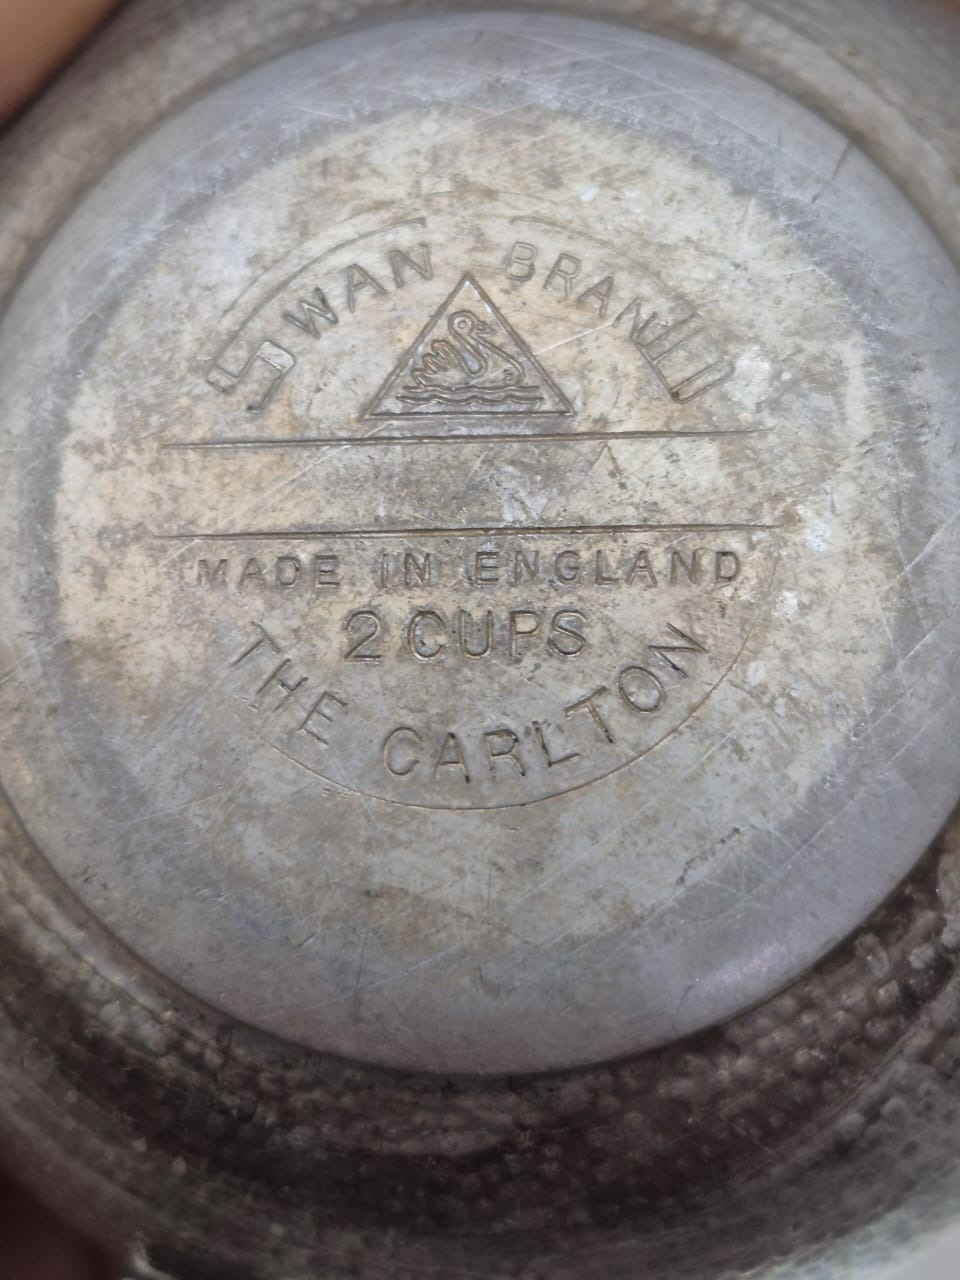 SWAN BRAND
MADE IN ENGLAND
2 CUPS
THE CARLTON